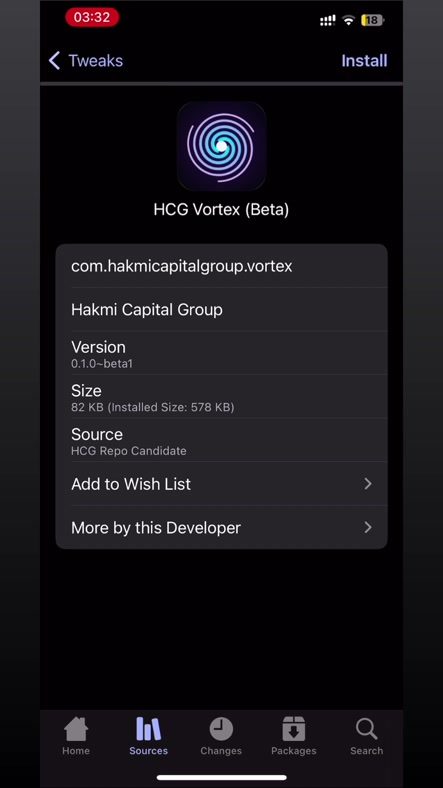 03:32
18
Tweaks
Install
HCG Vortex (Beta)
com.hakmicapitalgroup.vortex
Hakmi Capital Group
Version
0.1.0~beta1
Size
82 KB (Installed Size: 578 KB)
Source
HCG Repo Candidate
Add to Wish List
More by this Developer
Home
Sources
Changes
Packages
Search